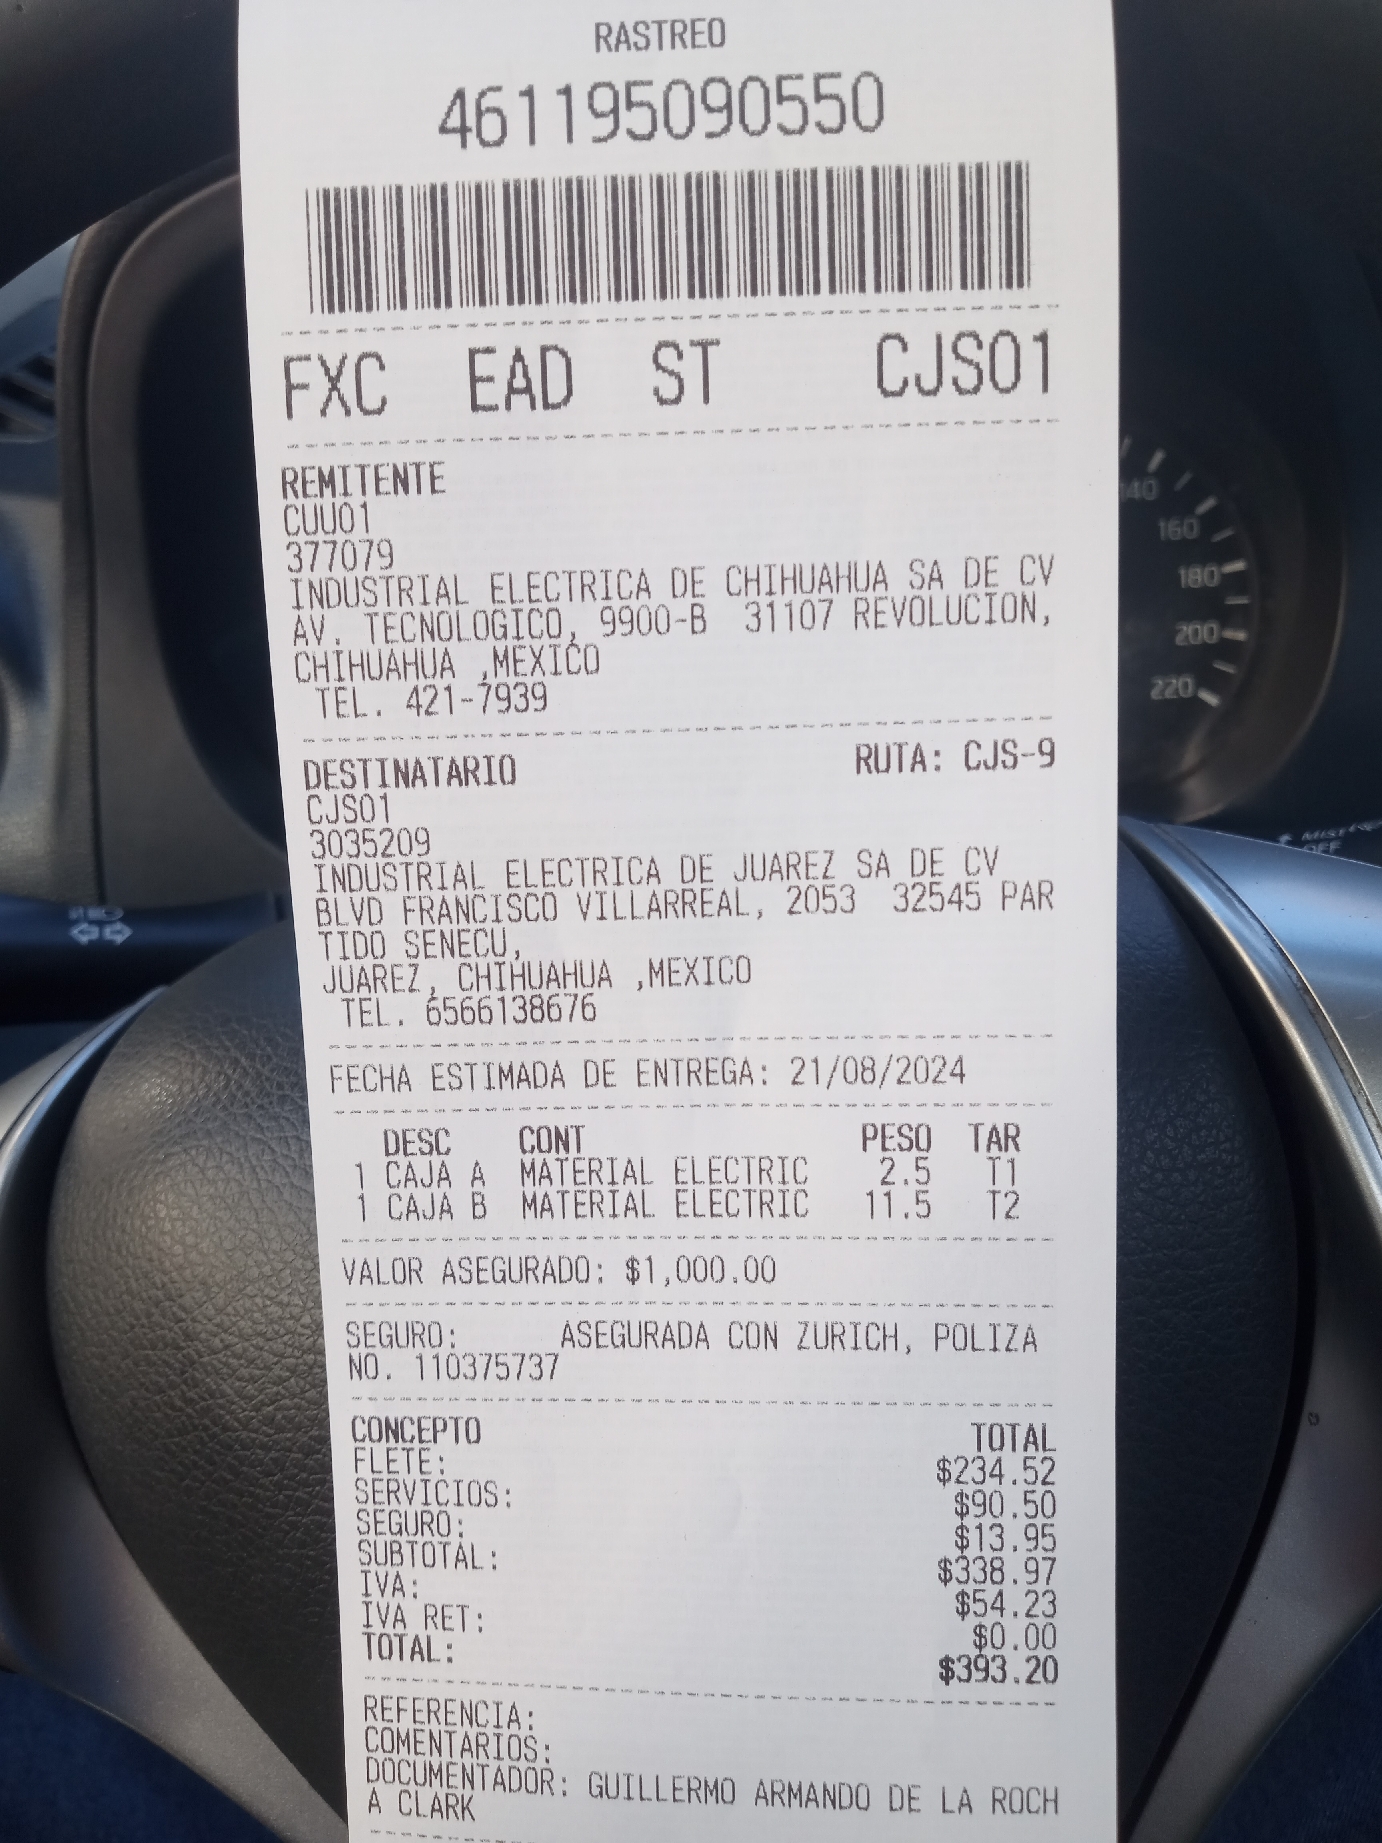 RASTREO
461195090550
FXC EAD ST CJS01
REMITENTE
CUU01
377079
INDUSTRIAL ELECTRICA DE CHIHUAHUA SA DE CV
AV. TECNOLOGICO, 9900-B 31107 REVOLUCION,
CHIHUAHUA ,MEXICO
TEL. 421-7939
DESTINATARIO RUTA: CJS-9
CJS01
3035209
INDUSTRIAL ELECTRICA DE JUAREZ SA DE CV
BLVD FRANCISCO VILLARREAL, 2053 32545 PAR
TIDO SENECU,
JUAREZ, CHIHUAHUA ,MEXICO
TEL. 6566138676
FECHA ESTIMADA DE ENTREGA: 21/08/2024
DESC CONT PESO TAR
1 CAJA A MATERIAL ELECTRIC 2.5 T1
1 CAJA B MATERIAL ELECTRIC 11.5 T2
VALOR ASEGURADO: $1,000.00
SEGURO: ASEGURADA CON ZURICH, POLIZA
NO. 110375737
CONCEPTO TOTAL
FLETE: $234.52
SERVICIOS: $90.50
SEGURO: $13.95
SUBTOTAL: $338.97
IVA: $54.23
IVA RET: $0.00
TOTAL: $393.20
REFERENCIA:
COMENTARIOS:
DOCUMENTADOR: GUILLERMO ARMANDO DE LA ROCH
A CLARK
140
160
180
200
220
OFF